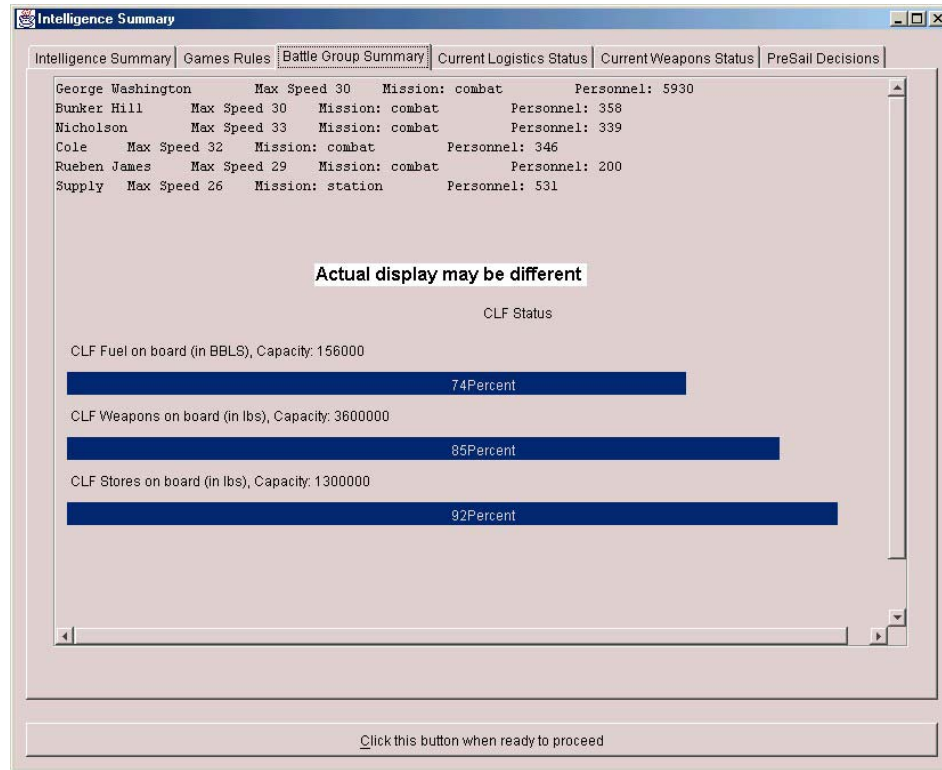 Intelligence Summary
Intelligence Summary Games Rules Battle Group Summary Current Logistics Status Current Weapons Status PreSail Decisions
George Washington Max Speed 30 Mission: combat Personnel: 5930
Bunker Hill Max Speed 30 Mission: combat Personnel: 358
Nicholson Max Speed 33 Mission: combat Personnel: 339
Cole Max Speed 32 Mission: combat Personnel: 346
Rueben James Max Speed 29 Mission: combat Personnel: 200
Supply Max Speed 26 Mission: station Personnel: 531
Actual display may be different
CLF Status
CLF Fuel on board (in BBLS), Capacity: 156000
74Percent
CLF Weapons on board (in lbs), Capacity: 3600000
85Percent
CLF Stores on board (in lbs), Capacity: 1300000
92Percent
Click this button when ready to proceed